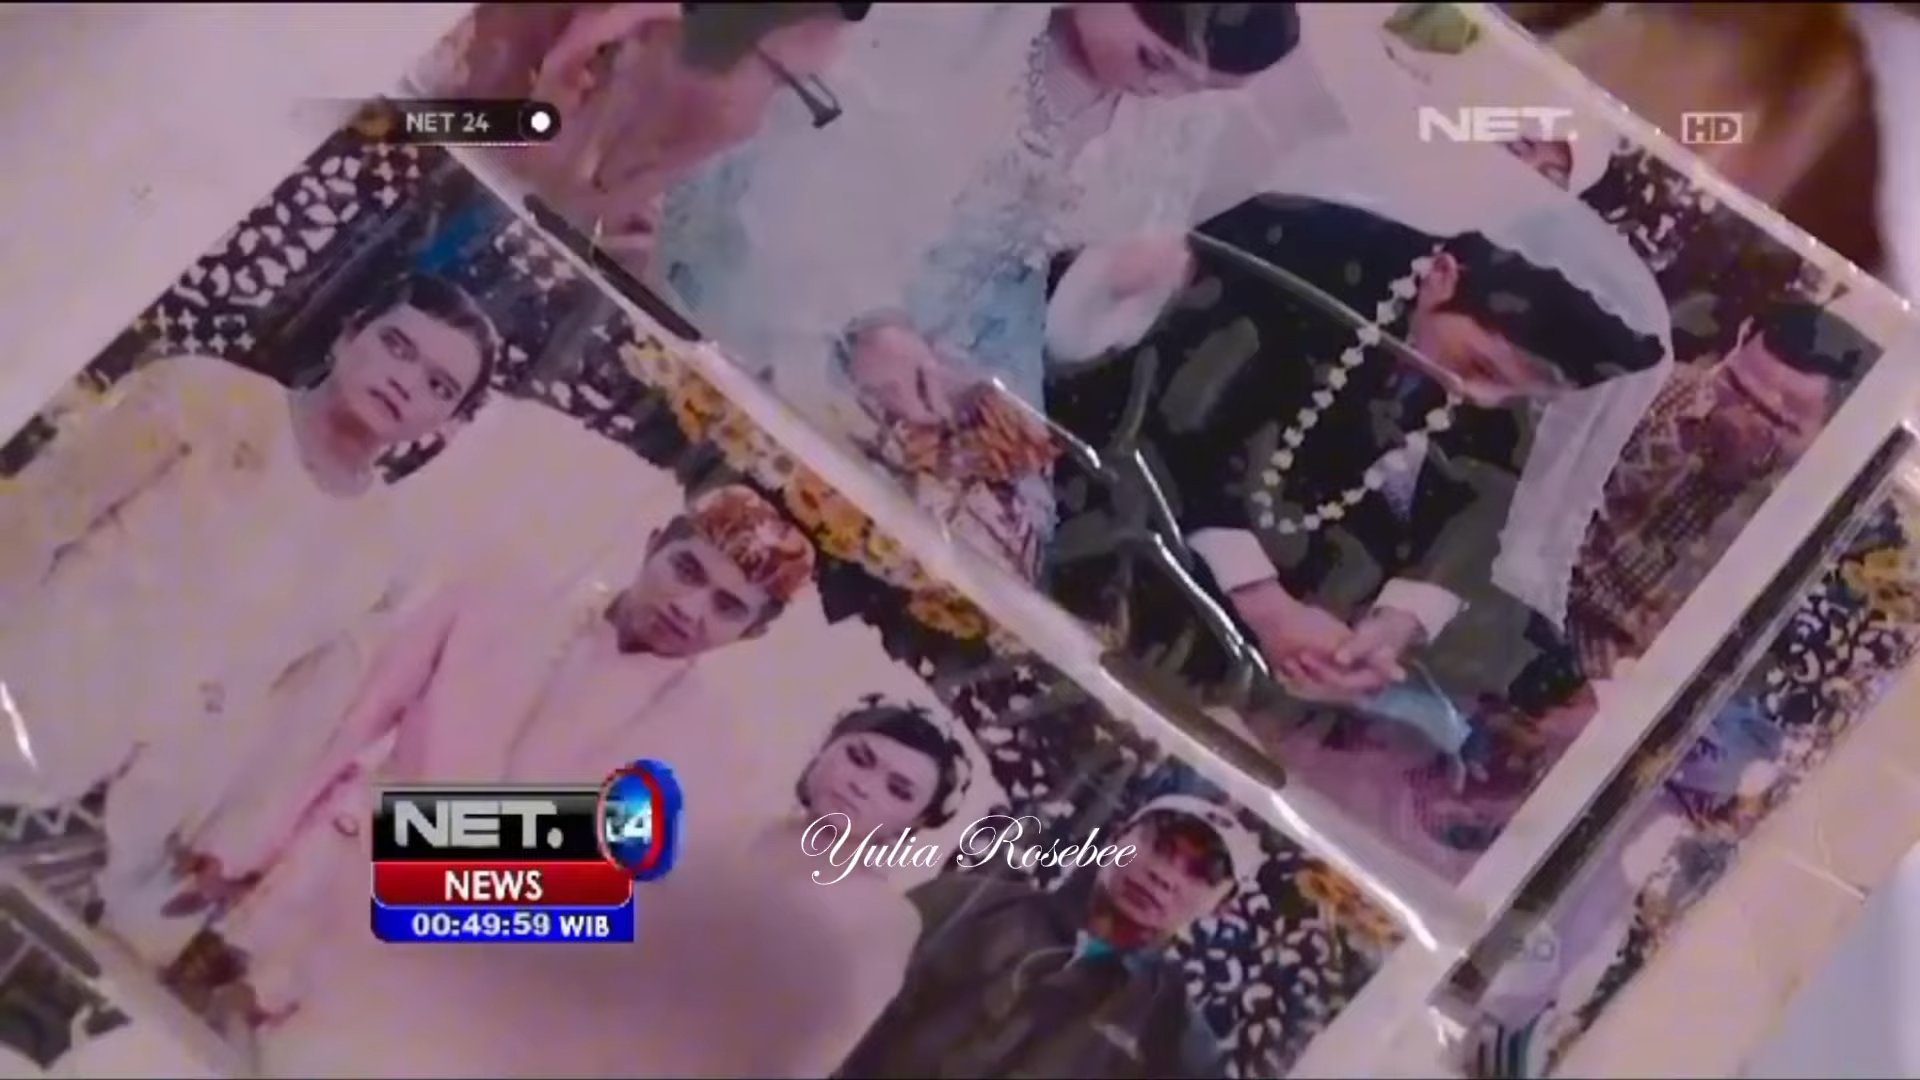 NET 24
NET. HD
Yulia Rosebee
NET. 24
NEWS
00:49:59 WIB